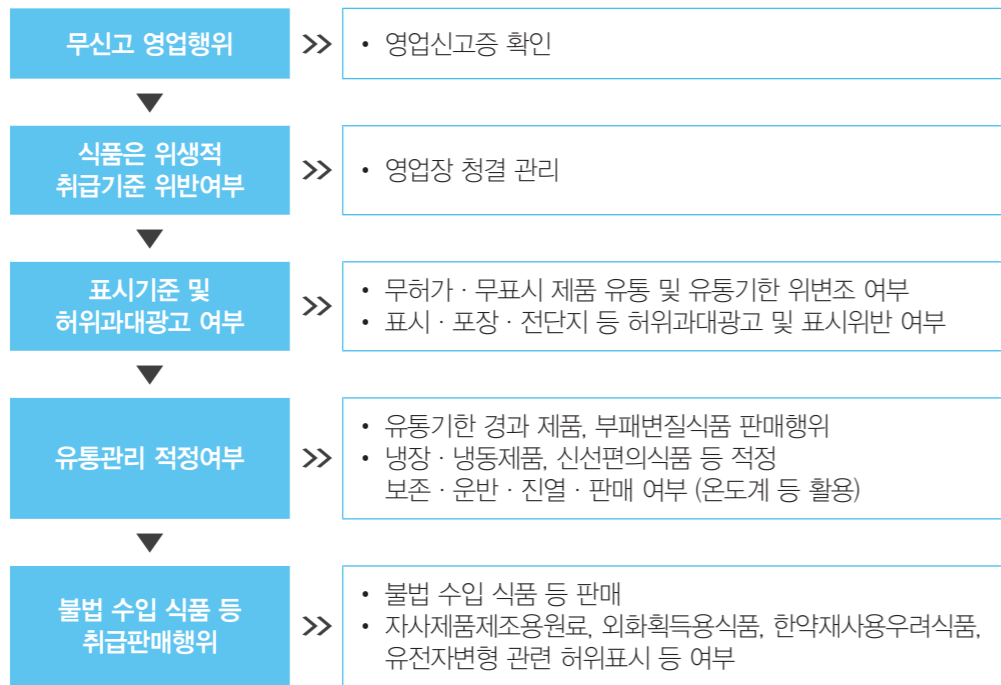 무신고 영업행위
• 영업신고증 확인
식품은 위생적
취급기준 위반여부
• 영업장 청결 관리
표시기준 및
허위과대광고 여부
• 무허가 · 무표시 제품 유통 및 유통기한 위변조 여부
• 표시 · 포장 · 전단지 등 허위과대광고 및 표시위반 여부
유통관리 적정여부
• 유통기한 경과 제품, 부패변질식품 판매행위
• 냉장 · 냉동제품, 신선편의식품 등 적정
보존 · 운반 · 진열 · 판매 여부 (온도계 등 활용)
불법 수입 식품 등
취급판매행위
• 불법 수입 식품 등 판매
• 자사제품제조용원료, 외화획득용식품, 한약재사용우려식품,
유전자변형 관련 허위표시 등 여부